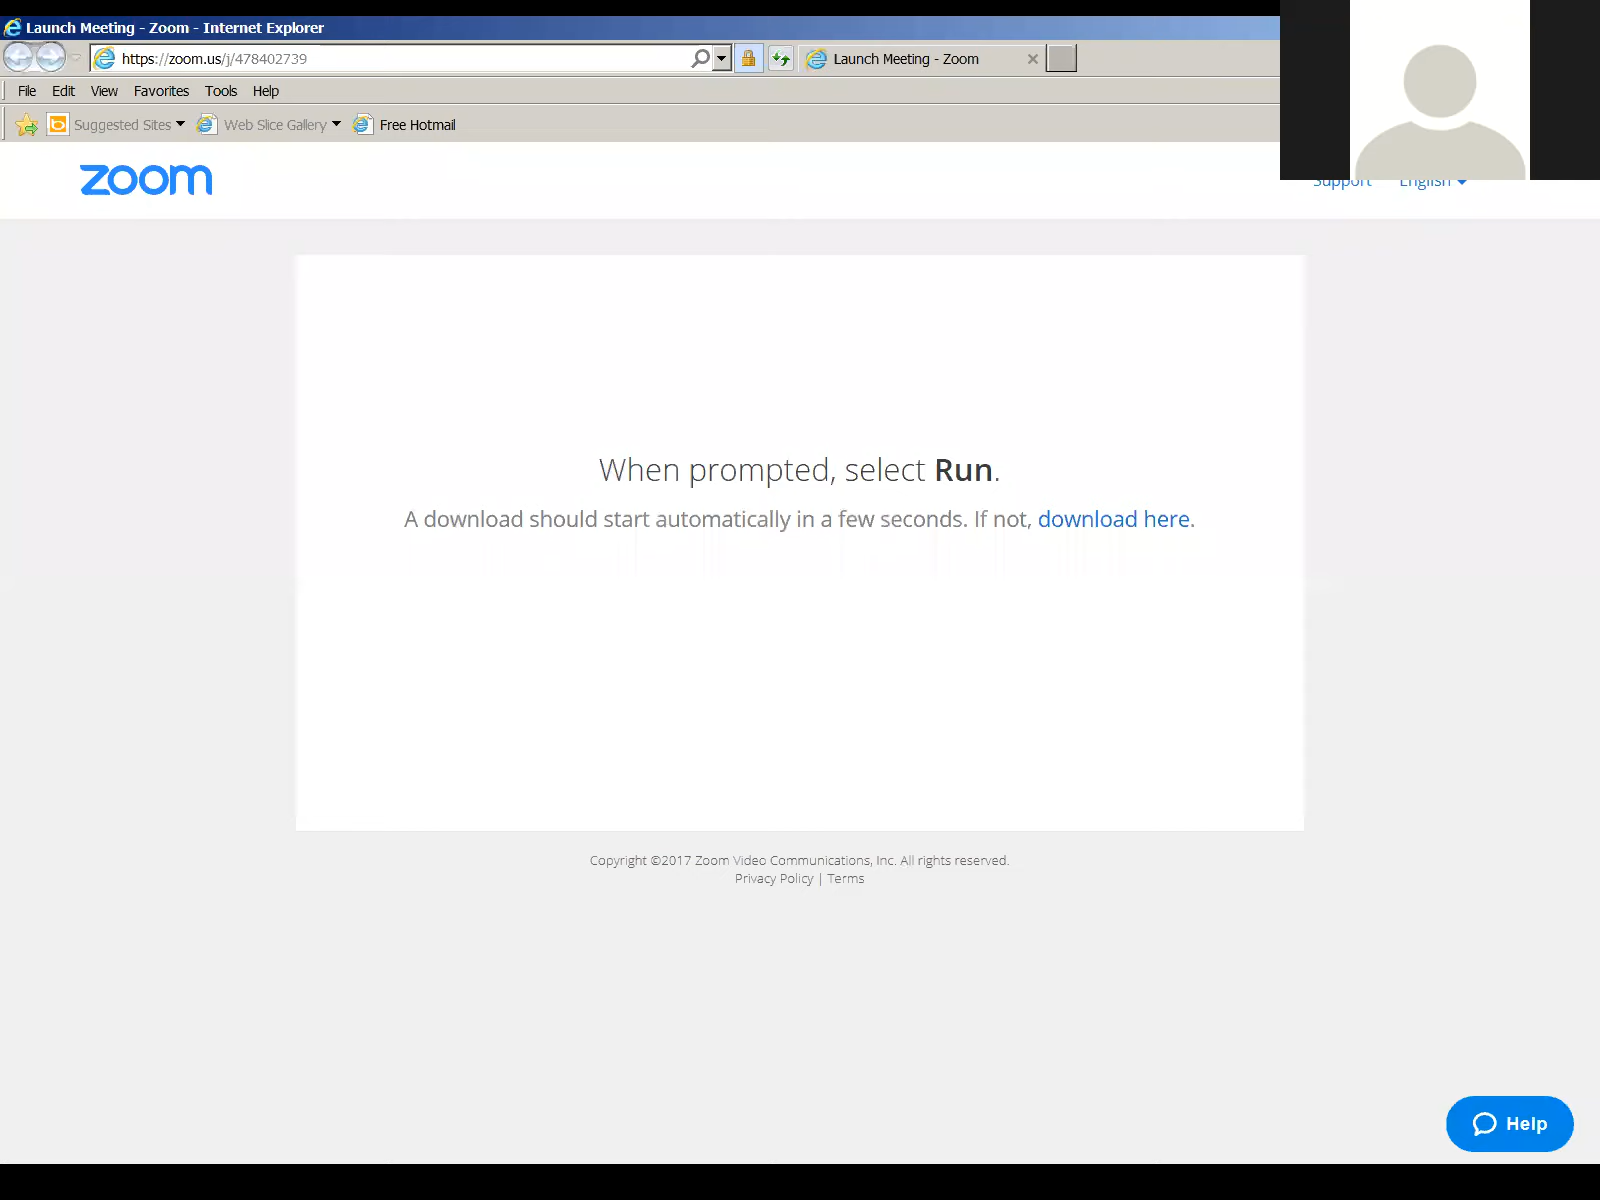 Launch Meeting - Zoom - Internet Explorer
https://zoom.us/j/478402739
Launch Meeting - Zoom
File Edit View Favorites Tools Help
Suggested Sites Web Slice Gallery Free Hotmail
zoom
Support English
When prompted, select Run.
A download should start automatically in a few seconds. If not, download here.
Copyright ©2017 Zoom Video Communications, Inc. All rights reserved.
Privacy Policy | Terms
Help